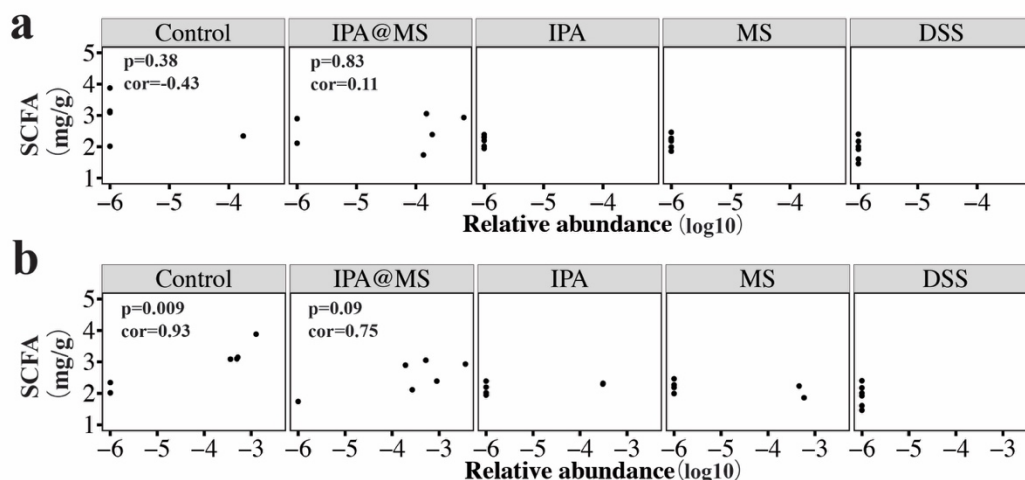 a
Control IPA@MS IPA MS DSS
p=0.38
cor=-0.43
p=0.83
cor=0.11
SCFA
(mg/g)
5
4
3
2
1
−6 −5 −4 −6 −5 −4 −6 −5 −4 −6 −5 −4 −6 −5 −4
Relative abundance (log10)
b
Control IPA@MS IPA MS DSS
p=0.009
cor=0.93
p=0.09
cor=0.75
SCFA
(mg/g)
5
4
3
2
1
−6 −5 −4 −3 −6 −5 −4 −3 −6 −5 −4 −3 −6 −5 −4 −3 −6 −5 −4 −3
Relative abundance (log10)